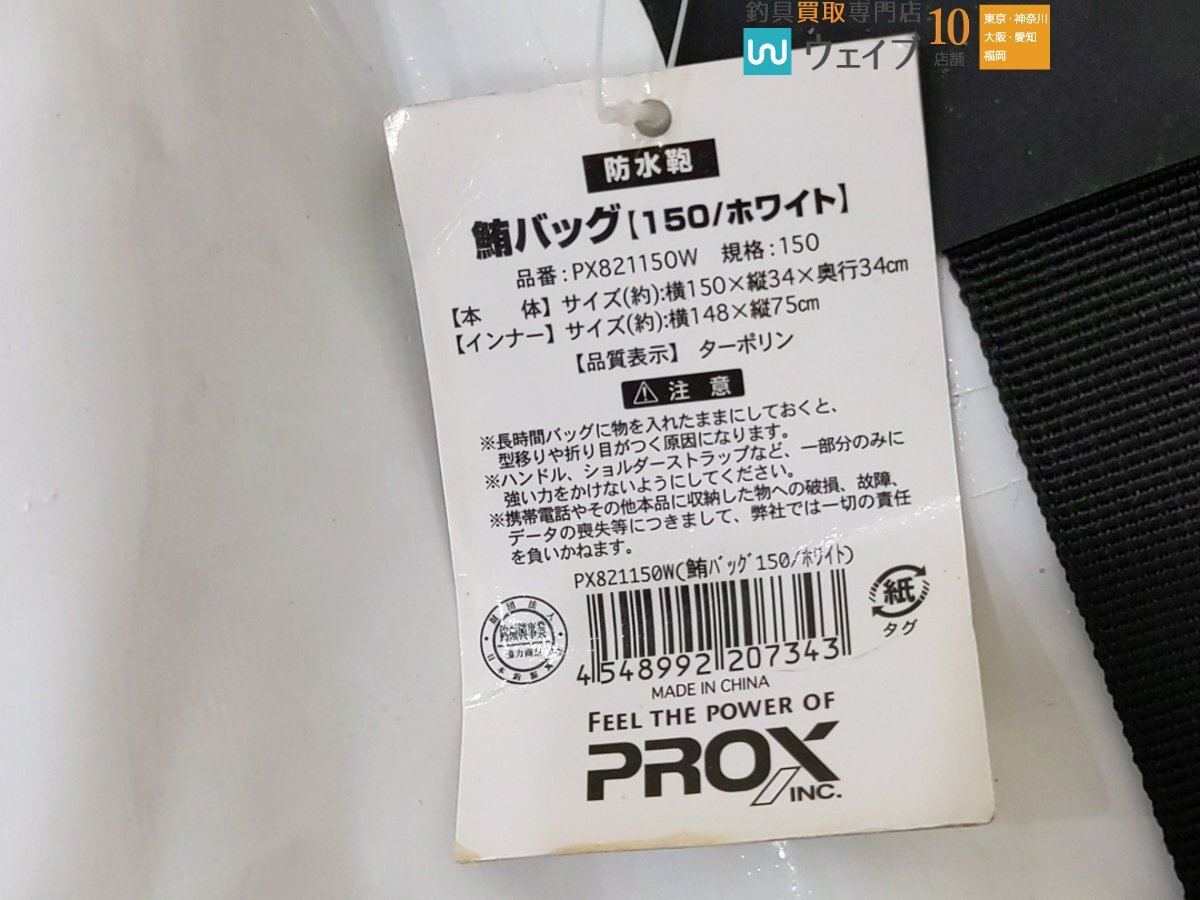 釣具買取専門店
ウェイブ
10
店舗
東京・神奈川
大阪・愛知
福岡
防水鞄
鮪バッグ【150/ホワイト】
品番:PX821150W 規格:150
【本 体】サイズ(約):横150×縦34×奥行34㎝
【インナー】サイズ(約):横148×縦75㎝
【品質表示】 ターポリン
注 意
※長時間バッグに物を入れたままにしておくと、
型移りや折り目がつく原因になります。
※ハンドル、ショルダーストラップなど、一部分のみに
強い力をかけないようにしてください。
※携帯電話やその他本品に収納した物への破損、故障、
データの喪失等につきまして、弊社では一切の責任
を負いかねます。
PX821150W(鮪バッグ150/ホワイト)
紙
タグ
財団法人
4 548992 207343
MADE IN CHINA
FEEL THE POWER OF
PROX
INC.